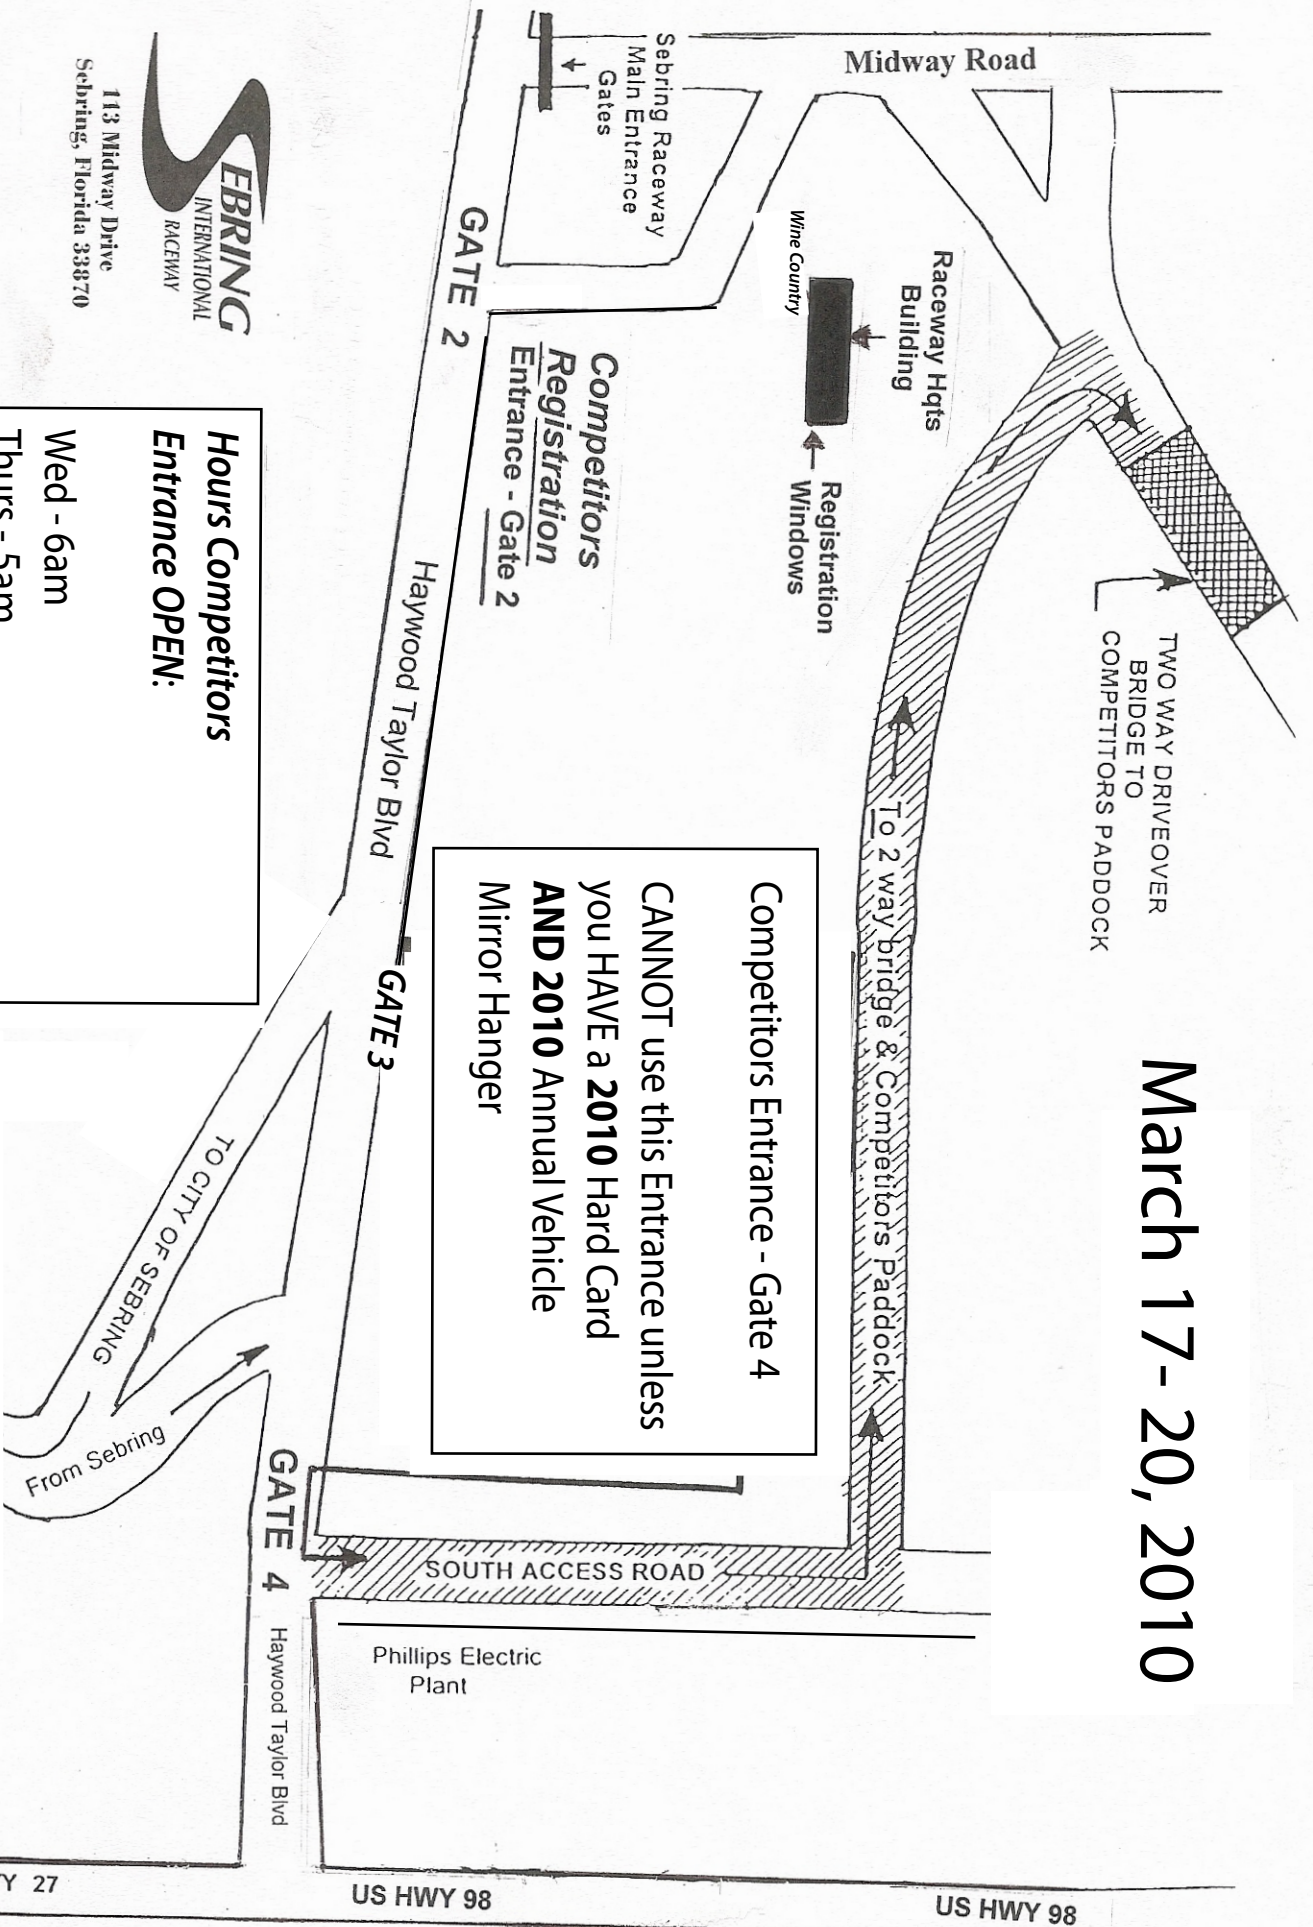 March 17- 20, 2010
Midway Road
Sebring Raceway
Main Entrance
Gates
Wine Country
Raceway Hqts
Building
Registration
Windows
TWO WAY DRIVEOVER
BRIDGE TO
COMPETITORS PADDOCK
GATE 2
Competitors
Registration
Entrance - Gate 2
Haywood Taylor Blvd
To 2 way bridge & Competitors Paddock
Competitors Entrance - Gate 4
CANNOT use this Entrance unless
you HAVE a 2010 Hard Card
AND 2010 Annual Vehicle
Mirror Hanger
GATE 3
TO CITY OF SEBRING
From Sebring
GATE 4
SOUTH ACCESS ROAD
Haywood Taylor Blvd
Phillips Electric
Plant
US HWY 98
US HWY 98
Y 27
SEBRING
INTERNATIONAL
RACEWAY
113 Midway Drive
Sebring, Florida 33870
Hours Competitors
Entrance OPEN:
Wed - 6am
Thurs - 5am